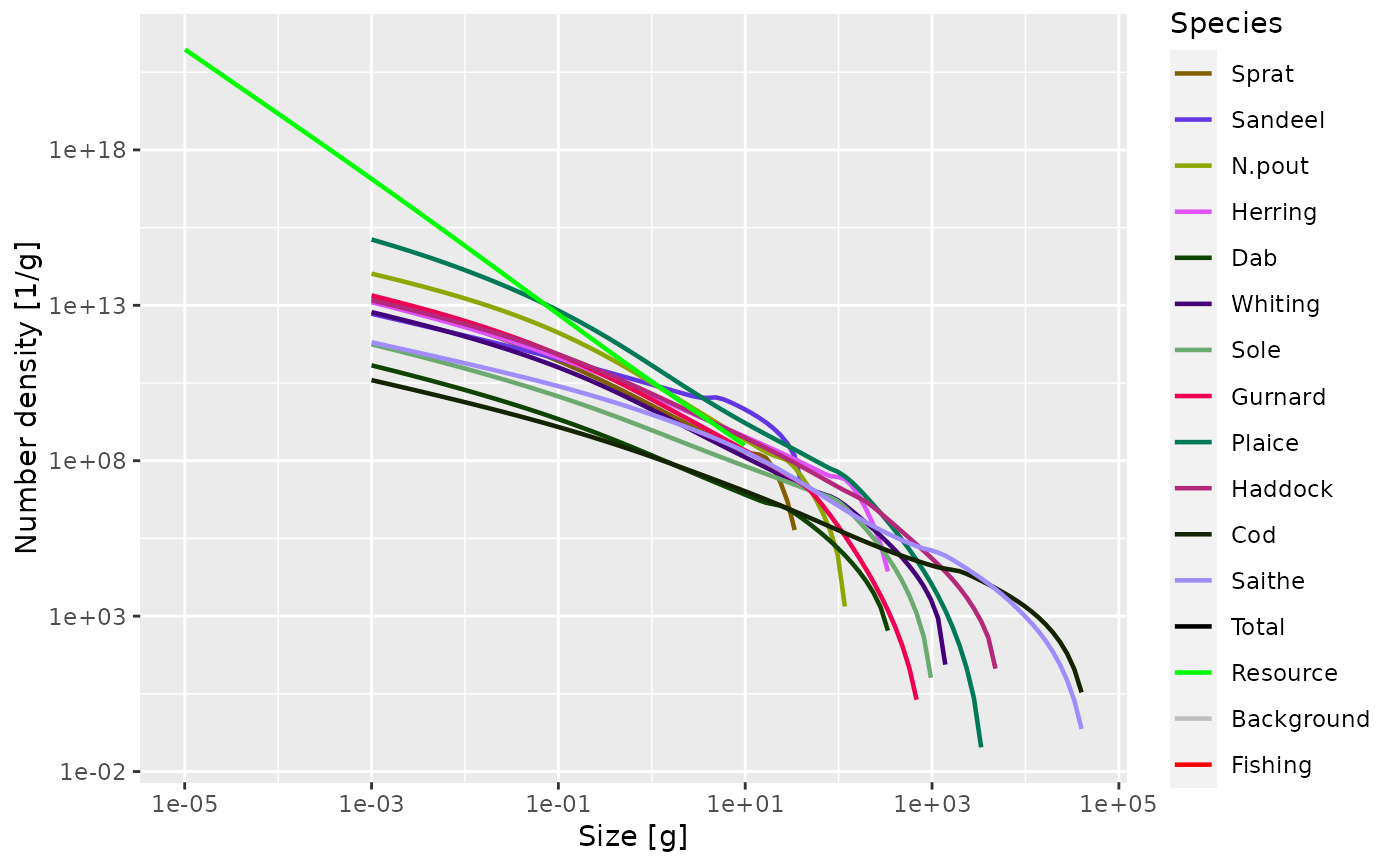 Number density [1/g]
1e+18
1e+13
1e+08
1e+03
1e-02
1e-05
1e-03
1e-01
1e+01
1e+03
1e+05
Size [g]
Species
Sprat
Sandeel
N.pout
Herring
Dab
Whiting
Sole
Gurnard
Plaice
Haddock
Cod
Saithe
Total
Resource
Background
Fishing